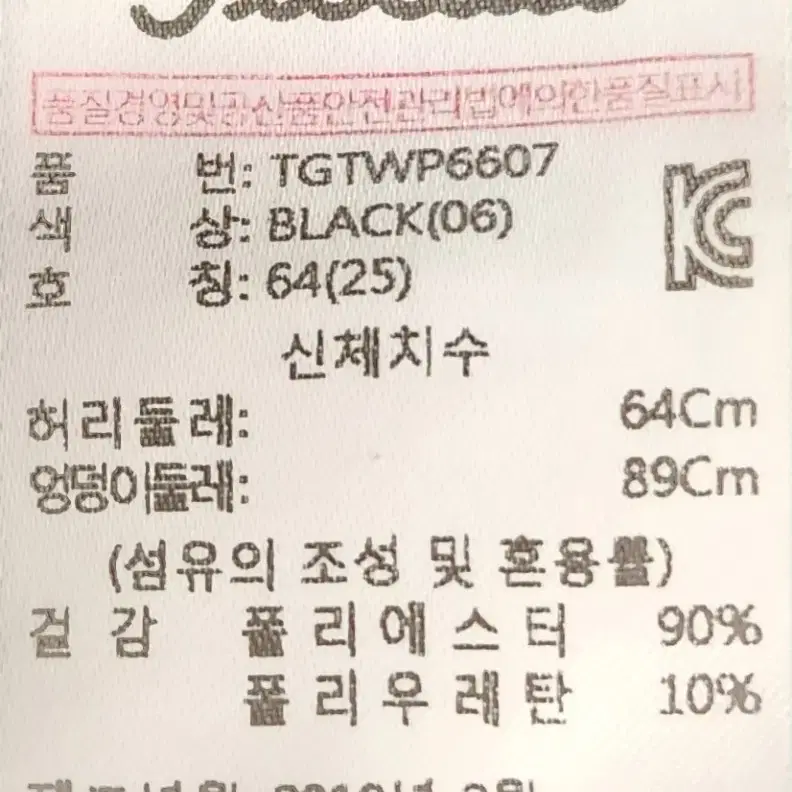 품질경영및공산품안전관리법에의한품질표시
품 번: TGTWP6607
색 상: BLACK(06)
호 칭: 64(25)
신체치수
허리둘레: 64Cm
엉덩이둘레: 89Cm
(섬유의 조성 및 혼용률)
겉 감 폴리에스터 90%
폴리우레탄 10%